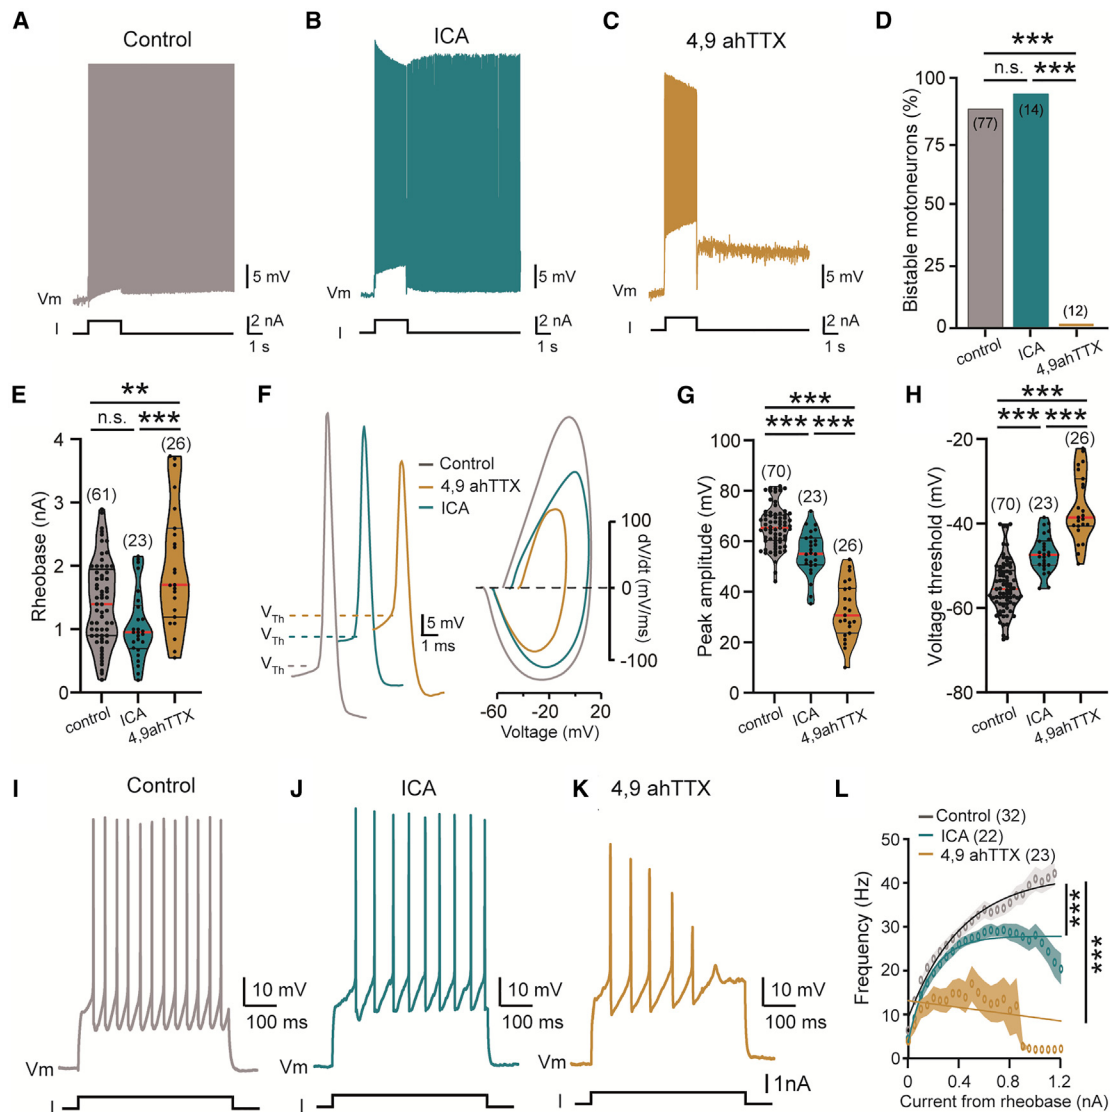 A
Control
Vm
5 mV
I
2 nA
1 s
B
ICA
5 mV
2 nA
1 s
C
4,9 ahTTX
Vm
5 mV
I
2 nA
1 s
D
***
n.s. ***
Bistable motoneurons (%)
100
75
50
25
0
(77)
(14)
(12)
control
ICA
4,9ahTTX
E
**
n.s. ***
Rheobase (nA)
4
3
2
1
0
(61)
(23)
(26)
control
ICA
4,9ahTTX
F
Control
4,9 ahTTX
ICA
VTh
VTh
VTh
5 mV
1 ms
100
0
-100
dV/dt (mV/ms)
-60
-20
20
Voltage (mV)
G
***
*** ***
Peak amplitude (mV)
100
80
60
40
20
0
(70)
(23)
(26)
control
ICA
4,9ahTTX
H
***
*** ***
Voltage threshold (mV)
-20
-40
-60
-80
(70)
(23)
(26)
control
ICA
4,9ahTTX
I
Control
10 mV
100 ms
Vm
I
J
ICA
10 mV
100 ms
Vm
I
K
4,9 ahTTX
10 mV
100 ms
Vm
1nA
I
L
Control (32)
ICA (22)
4,9 ahTTX (23)
Frequency (Hz)
50
40
30
20
10
0
***
***
0
0.4
0.8
1.2
Current from rheobase (nA)